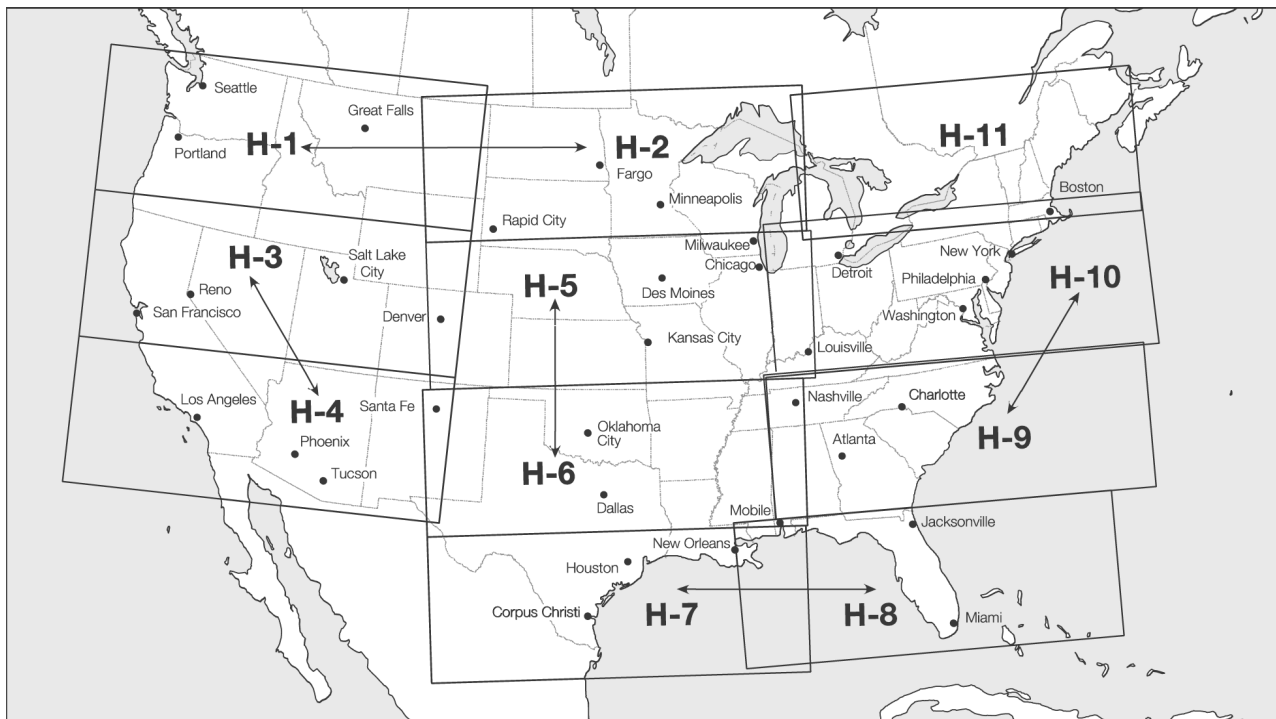 Seattle
Great Falls
Portland
H-1
H-2
Fargo
H-11
Minneapolis
Boston
Rapid City
Milwaukee
Chicago
Detroit
New York
Philadelphia
H-3
Salt Lake
City
Reno
San Francisco
Denver
H-5
Des Moines
Kansas City
H-10
Washington
Louisville
Los Angeles
H-4
Santa Fe
Phoenix
Tucson
Oklahoma
City
H-6
Dallas
Nashville
Charlotte
Atlanta
H-9
Mobile
New Orleans
Jacksonville
Houston
Corpus Christi
H-7
H-8
Miami